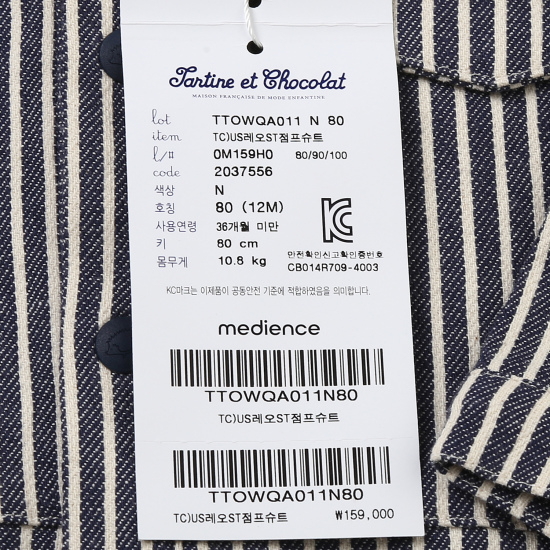 Tartine et Chocolat
MAISON FRANÇAISE DE MODE ENFANTINE
lot TTOWQA011 N 80
item TC)US레오ST점프슈트
f/# 0M159H0 80/90/100
code 2037556
색상 N
호칭 80 (12M)
사용연령 36개월 미만
키 80 cm
몸무게 10.8 kg
KC
안전확인신고확인증번호
CB014R709-4003
KC마크는 이제품이 공동안전 기준에 적합하였음을 의미합니다.
medience
TTOWQA011N80
TC)US레오ST점프슈트
TTOWQA011N80
TC)US레오ST점프슈트 ₩159,000